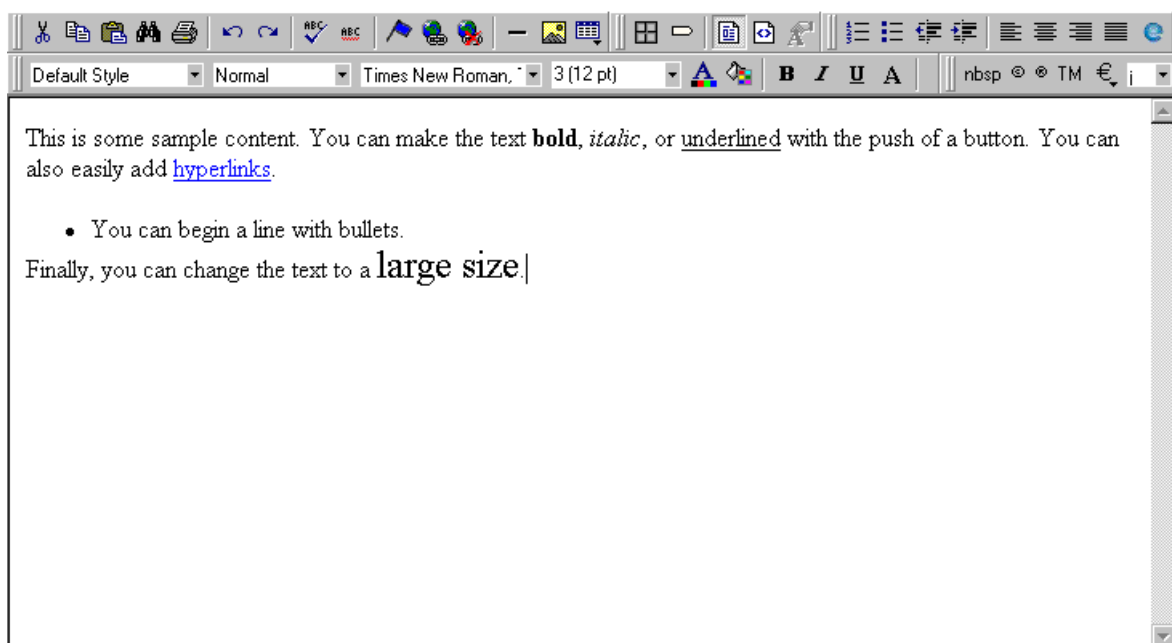 ABC ABC
Default Style Normal Times New Roman, 3 (12 pt) A B I U A nbsp © ® TM € ¡
This is some sample content. You can make the text bold, italic, or underlined with the push of a button. You can
also easily add hyperlinks.
• You can begin a line with bullets.
Finally, you can change the text to a large size.